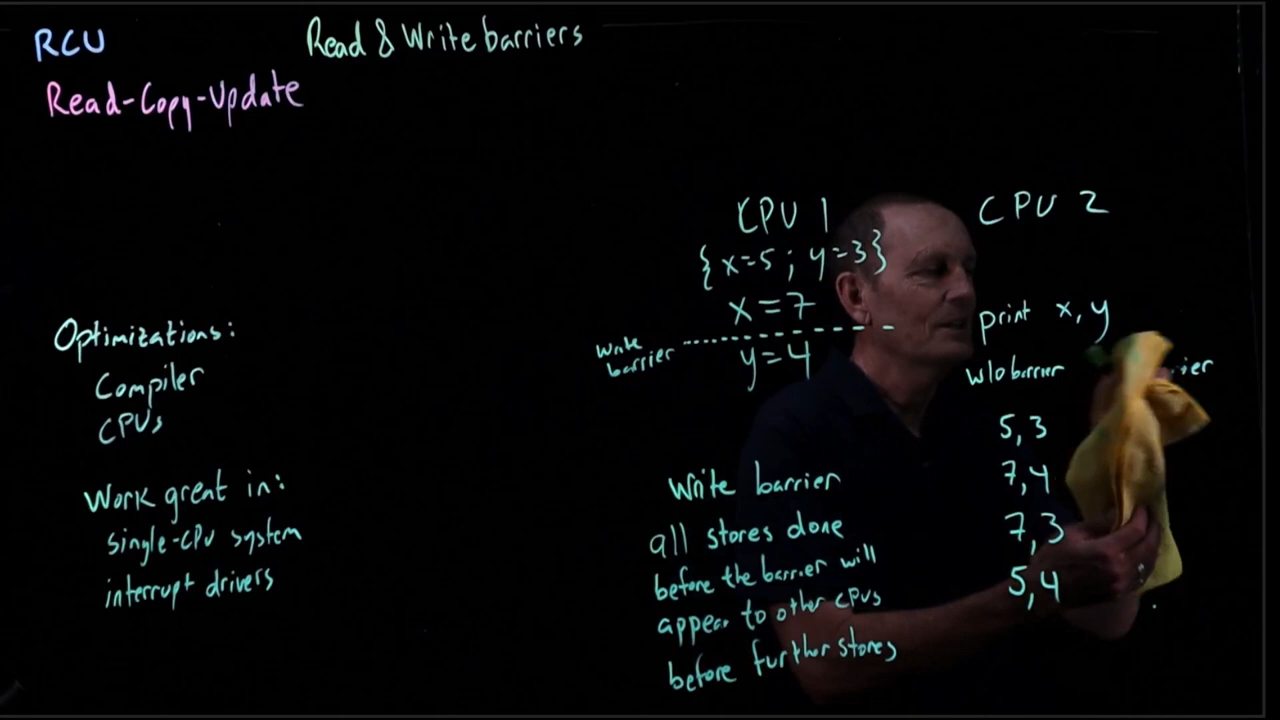 RCU
Read & Write barriers
Read-Copy-Update
Optimizations:
Compiler
CPUs
Work great in:
single-CPU system
interrupt drivers
CPU 1
{x=5; y=3}
x=7
write barrier
y=4
Write barrier
all stores done
before the barrier will
appear to other CPUs
before further stores
CPU 2
print x, y
w/o barrier
5,3
7,4
7,3
5,4